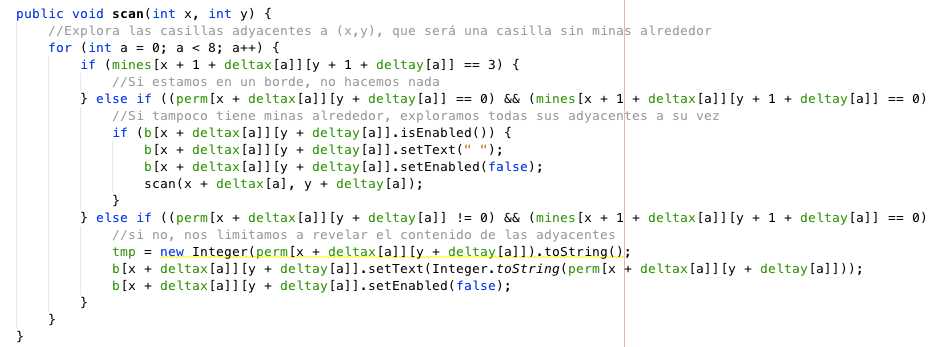 public void scan(int x, int y) {
//Explora las casillas adyacentes a (x,y), que será una casilla sin minas alrededor
for (int a = 0; a < 8; a++) {
if (mines[x + 1 + deltax[a]][y + 1 + deltay[a]] == 3) {
//Si estamos en un borde, no hacemos nada
} else if ((perm[x + deltax[a]][y + deltay[a]] == 0) && (mines[x + 1 + deltax[a]][y + 1 + deltay[a]] == 0)
//Si tampoco tiene minas alrededor, exploramos todas sus adyacentes a su vez
if (b[x + deltax[a]][y + deltay[a]].isEnabled()) {
b[x + deltax[a]][y + deltay[a]].setText(" ");
b[x + deltax[a]][y + deltay[a]].setEnabled(false);
scan(x + deltax[a], y + deltay[a]);
}
} else if ((perm[x + deltax[a]][y + deltay[a]] != 0) && (mines[x + 1 + deltax[a]][y + 1 + deltay[a]] == 0)
//si no, nos limitamos a revelar el contenido de las adyacentes
tmp = new Integer(perm[x + deltax[a]][y + deltay[a]]).toString();
b[x + deltax[a]][y + deltay[a]].setText(Integer.toString(perm[x + deltax[a]][y + deltay[a]]));
b[x + deltax[a]][y + deltay[a]].setEnabled(false);
}
}
}